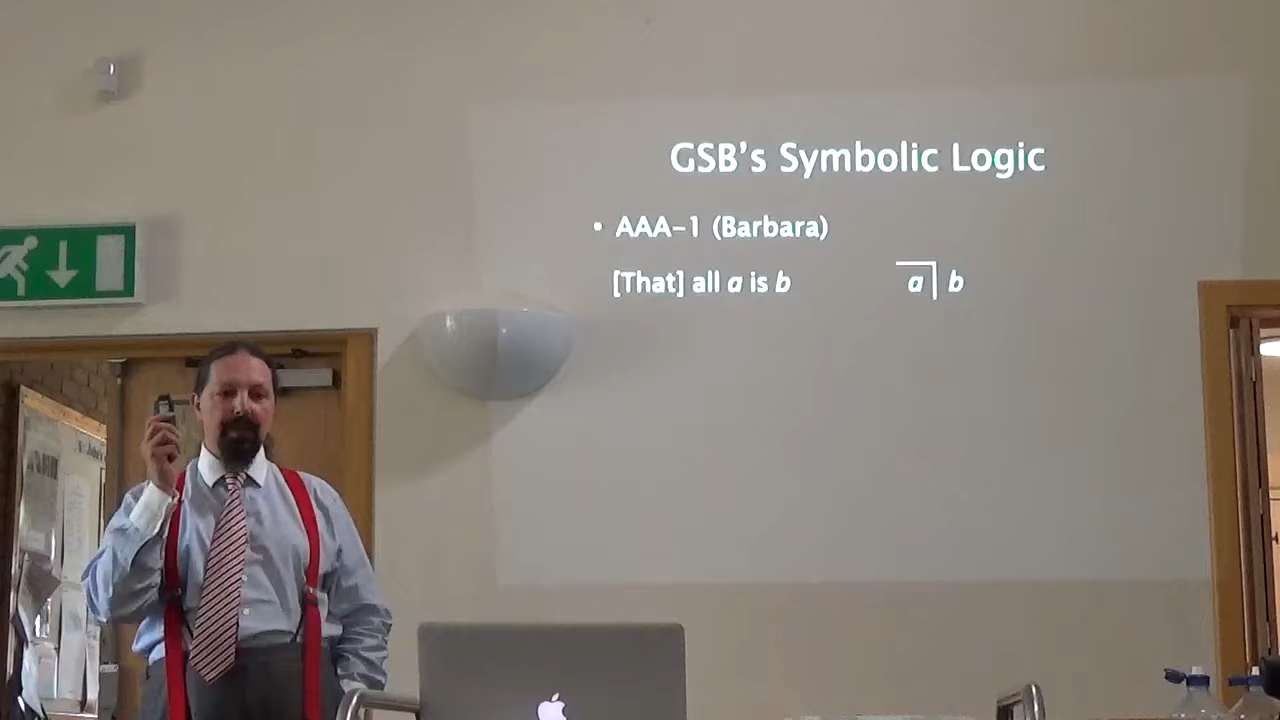 GSB's Symbolic Logic
• AAA–1 (Barbara)
[That] all a is b a b